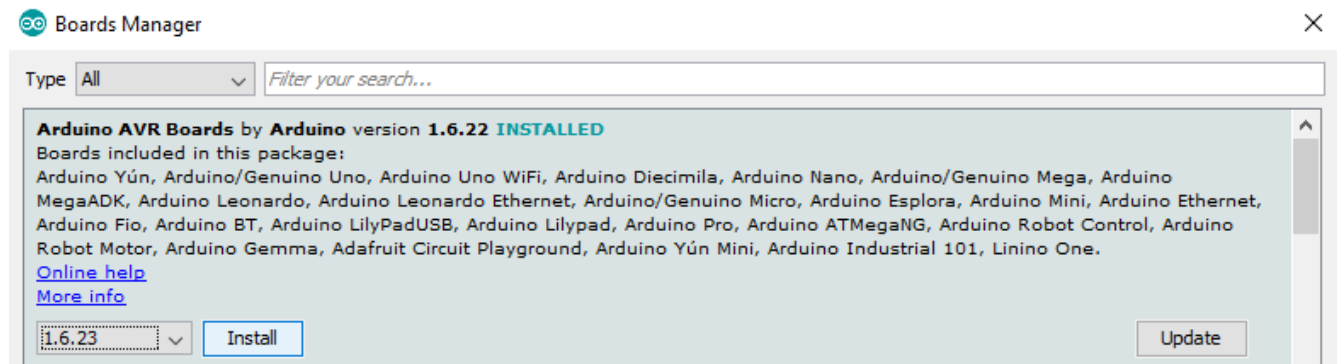 Boards Manager
Type All Filter your search...
Arduino AVR Boards by Arduino version 1.6.22 INSTALLED
Boards included in this package:
Arduino Yún, Arduino/Genuino Uno, Arduino Uno WiFi, Arduino Diecimila, Arduino Nano, Arduino/Genuino Mega, Arduino
MegaADK, Arduino Leonardo, Arduino Leonardo Ethernet, Arduino/Genuino Micro, Arduino Esplora, Arduino Mini, Arduino Ethernet,
Arduino Fio, Arduino BT, Arduino LilyPadUSB, Arduino Lilypad, Arduino Pro, Arduino ATMegaNG, Arduino Robot Control, Arduino
Robot Motor, Arduino Gemma, Adafruit Circuit Playground, Arduino Yún Mini, Arduino Industrial 101, Linino One.
Online help
More info
1.6.23 Install Update